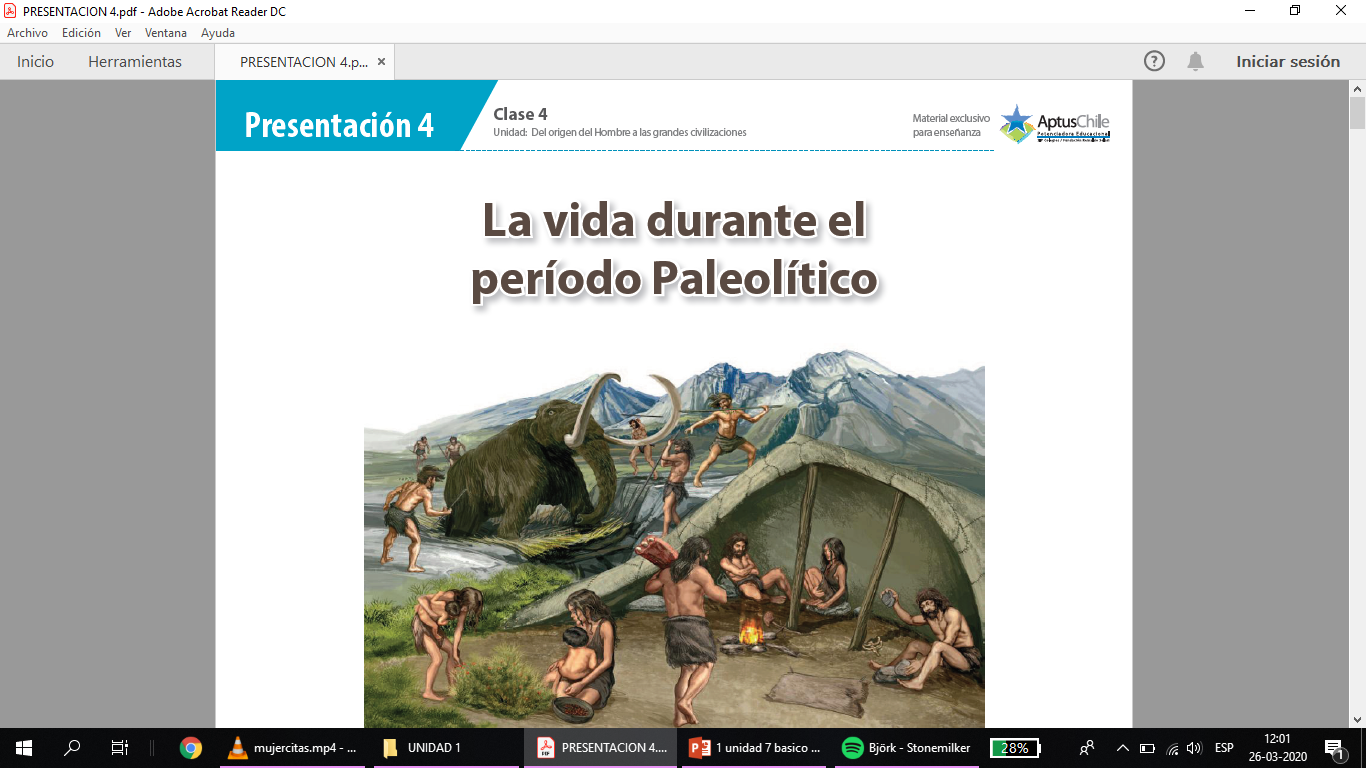 PRESENTACION 4.pdf - Adobe Acrobat Reader DC
Archivo Edición Ver Ventana Ayuda
Inicio Herramientas PRESENTACION 4.p... × ? Iniciar sesión
Presentación 4
Clase 4
Unidad: Del origen del Hombre a las grandes civilizaciones
Material exclusivo
para enseñanza
AptusChile
Potenciadora Educacional
La vida durante el
período Paleolítico
mujercitas.mp4 - ... UNIDAD 1 PRESENTACION 4.... 1 unidad 7 basico ... Björk - Stonemilker 28% ESP 12:01
26-03-2020 1